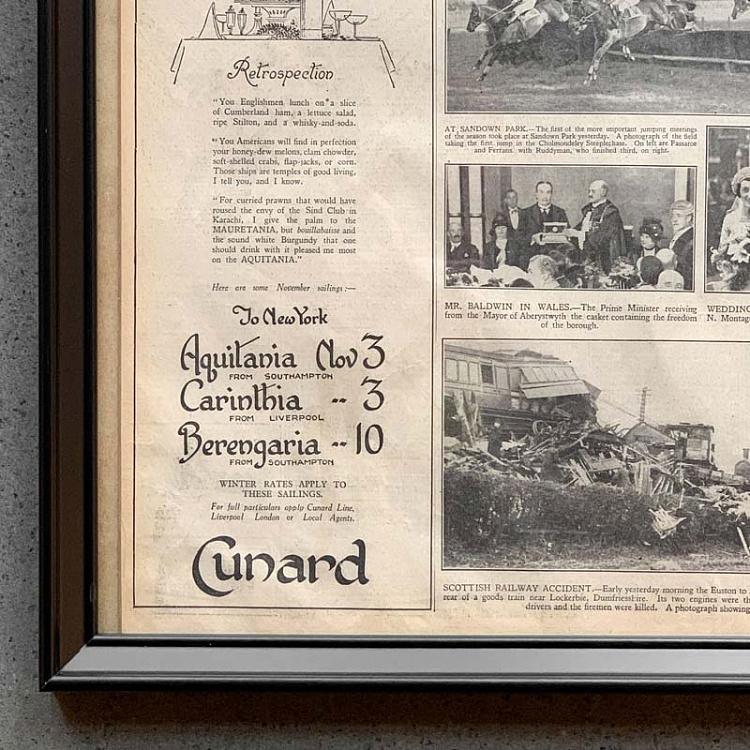 Retrospection
"You Englishmen lunch on a slice
of Cumberland ham, a lettuce salad,
ripe Stilton, and a whisky-and-soda.
"You Americans will find in perfection
your honey-dew melons, clam chowder,
soft-shelled crabs, flap-jacks, or corn.
Those ships are temples of good living,
I tell you, and I know.
"For curried prawns that would have
roused the envy of the Sind Club in
Karachi, I give the palm to the
MAURETANIA, but bouillabaisse and
the sound white Burgundy that one
should drink with it pleased me most
on the AQUITANIA."
Here are some November sailings:—
To New York
Aquitania Nov 3
FROM SOUTHAMPTON
Carinthia -- 3
FROM LIVERPOOL
Berengaria -- 10
FROM SOUTHAMPTON
WINTER RATES APPLY TO
THESE SAILINGS.
For full particulars apply Cunard Line,
Liverpool London or Local Agents.
Cunard
AT SANDOWN PARK.—The first of the more important jumping meetings
of the season took place at Sandown Park yesterday. A photograph of the field
taking the first jump in the Cholmondeley Steeplechase. On left are Passaroe
and Ferrans with Ruddyman, who finished third, on right.
MR. BALDWIN IN WALES.—The Prime Minister receiving
from the Mayor of Aberystwyth the casket containing the freedom
of the borough.
WEDDING
N. Montag
SCOTTISH RAILWAY ACCIDENT.—Early yesterday morning the Euston to
rear of a goods train near Lockerbie, Dumfriesshire. Its two engines were th
drivers and the firemen were killed. A photograph showing